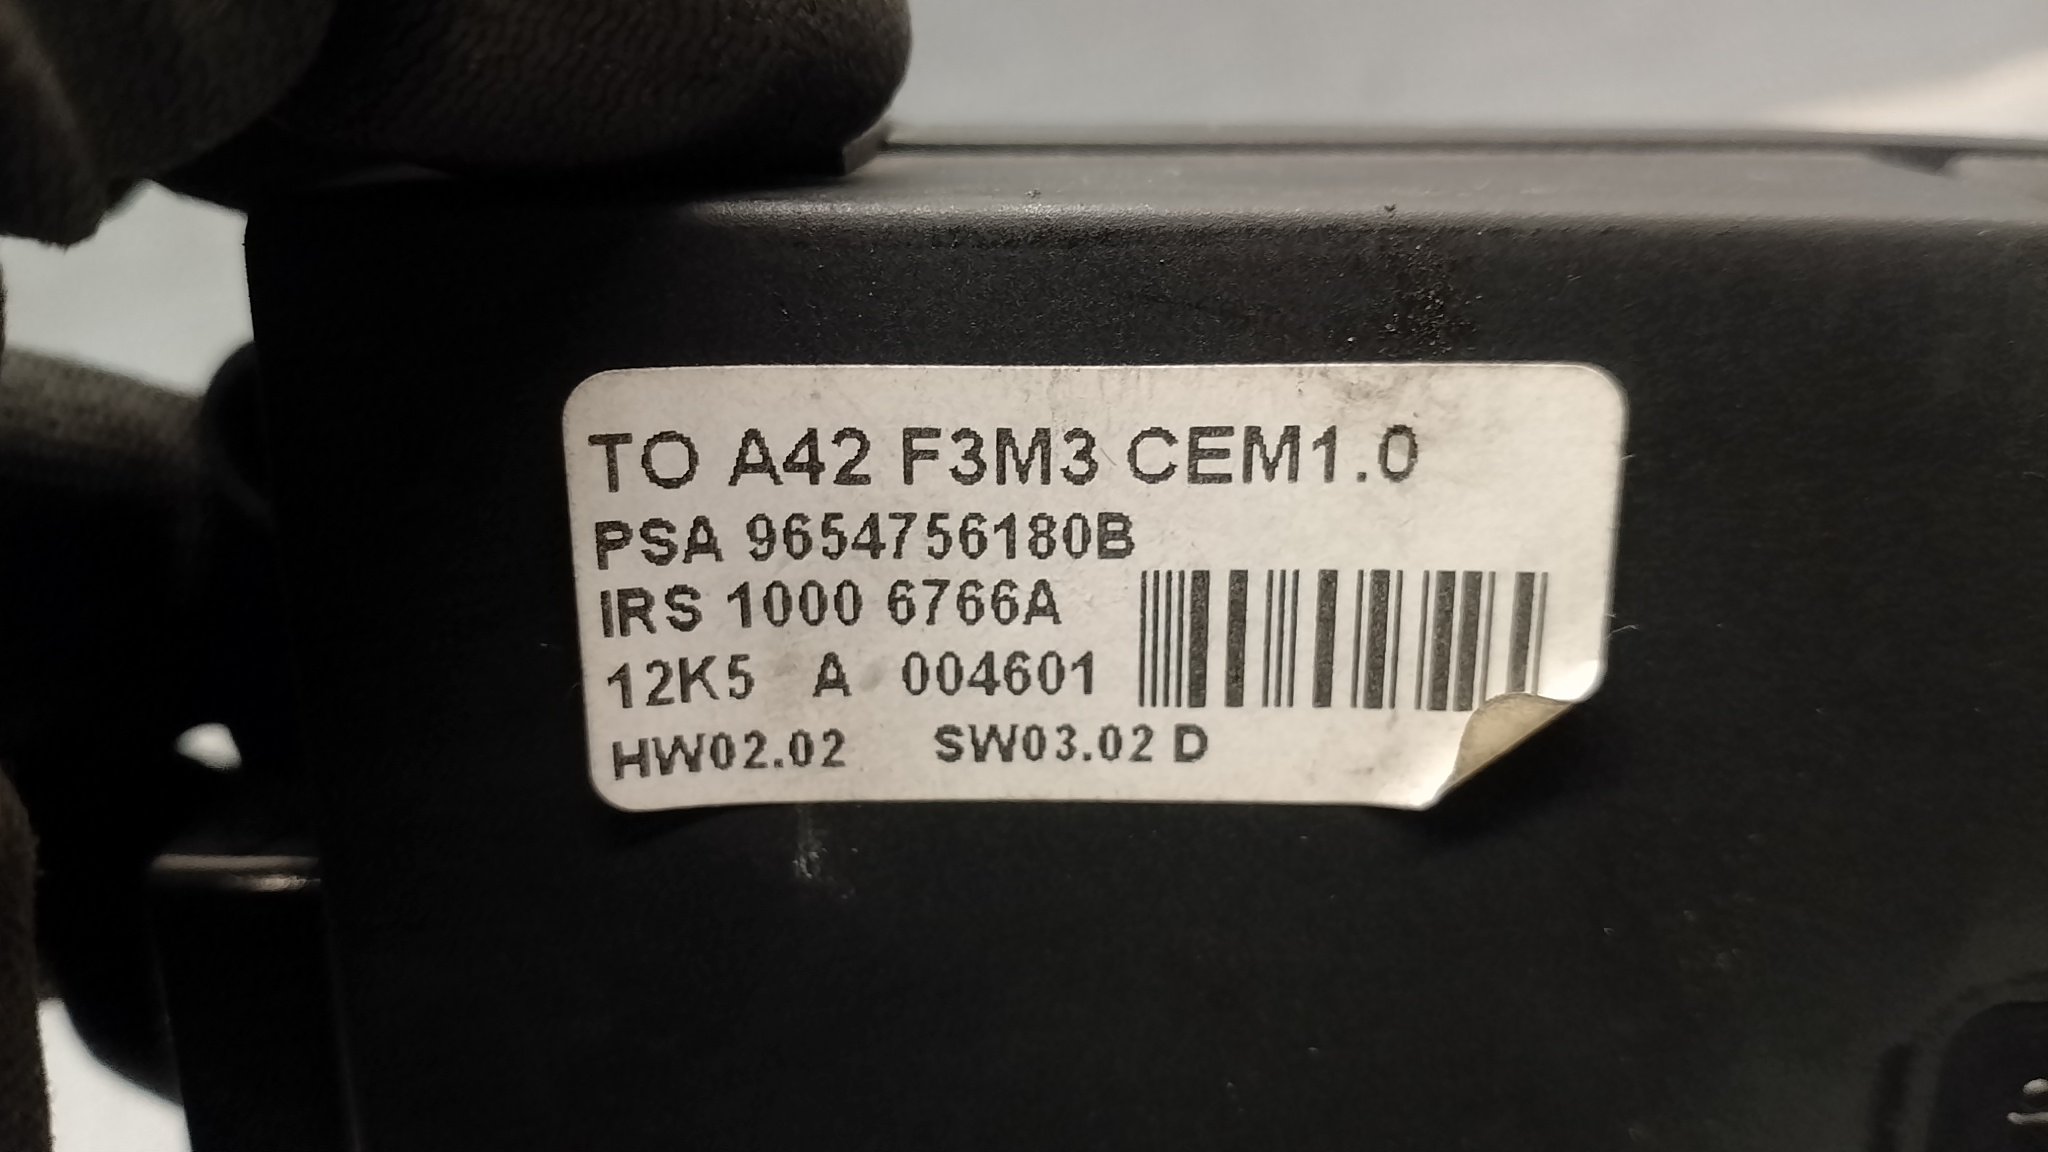 TO A42 F3M3 CEM1.0
PSA 9654756180B
IRS 1000 6766A
12K5 A 004601
HW02.02 SW03.02 D